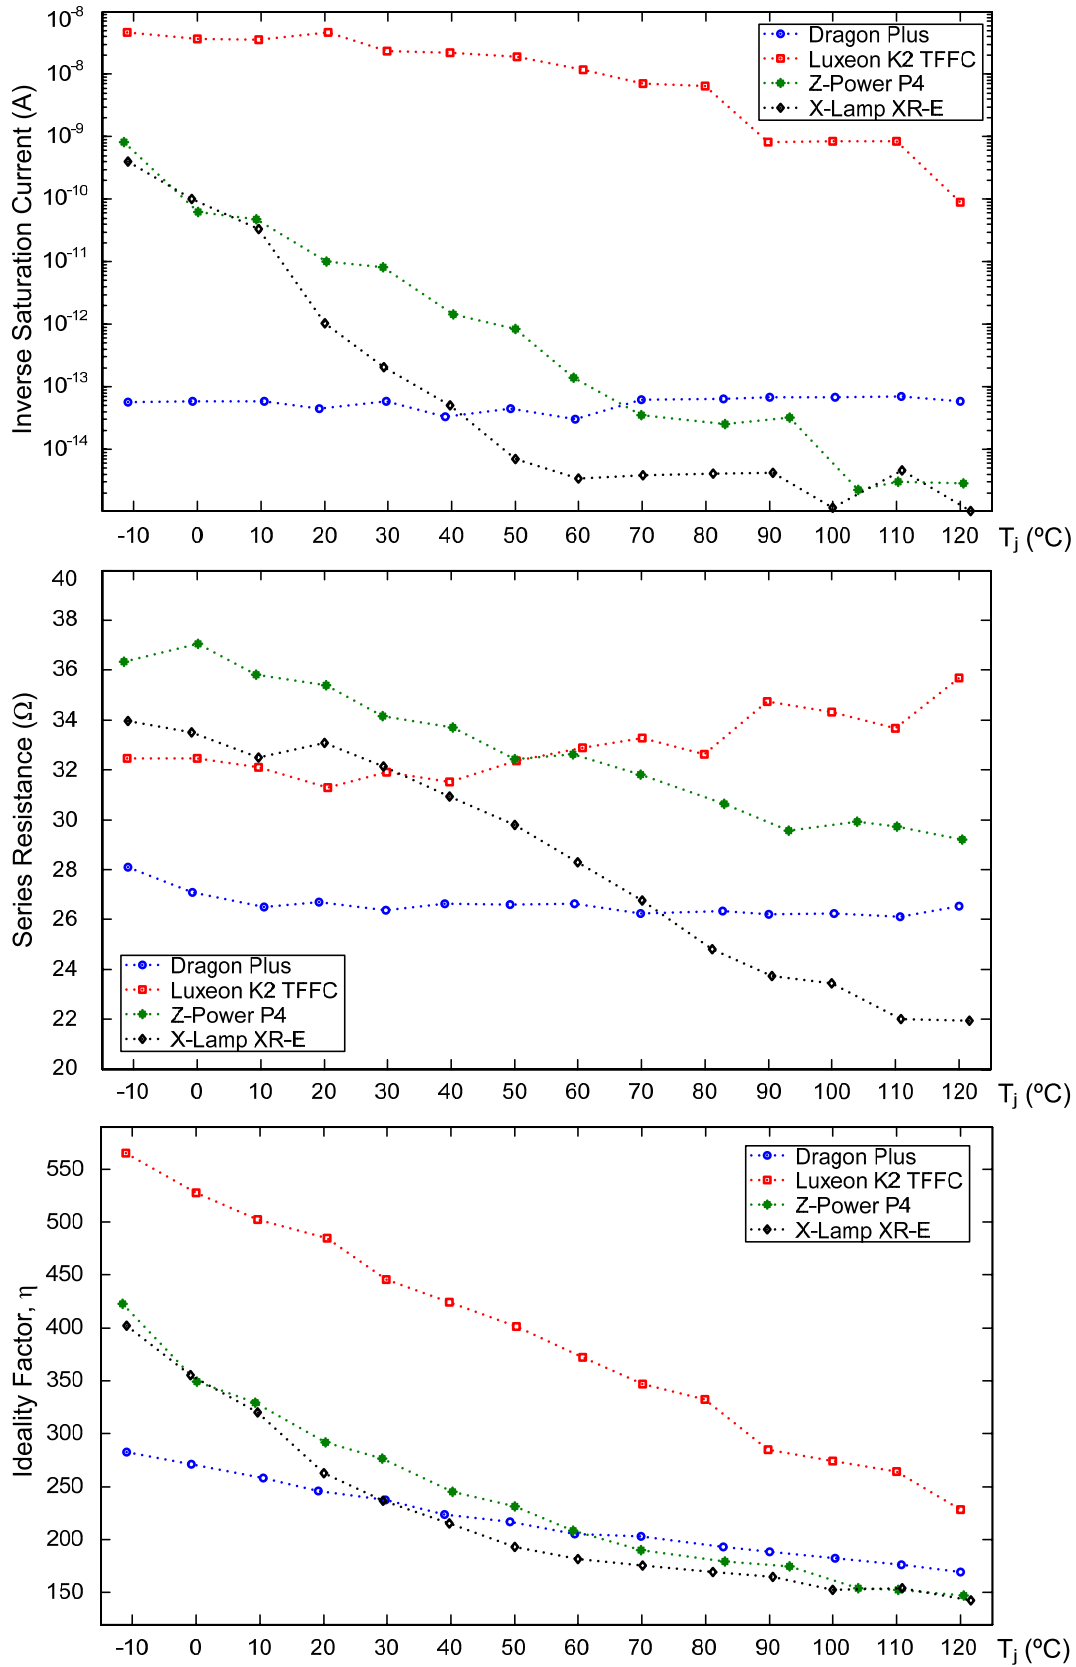 10-8
Dragon Plus
Luxeon K2 TFFC
Z-Power P4
X-Lamp XR-E
10-8
10-9
10-10
10-11
10-12
10-13
10-14
Inverse Saturation Current (A)
-10 0 10 20 30 40 50 60 70 80 90 100 110 120 Tj (ºC)
40
38
36
34
32
30
28
26
24
22
20
Series Resistance (Ω)
Dragon Plus
Luxeon K2 TFFC
Z-Power P4
X-Lamp XR-E
-10 0 10 20 30 40 50 60 70 80 90 100 110 120 Tj (ºC)
550
500
450
400
350
300
250
200
150
Ideality Factor, η
Dragon Plus
Luxeon K2 TFFC
Z-Power P4
X-Lamp XR-E
-10 0 10 20 30 40 50 60 70 80 90 100 110 120 Tj (ºC)